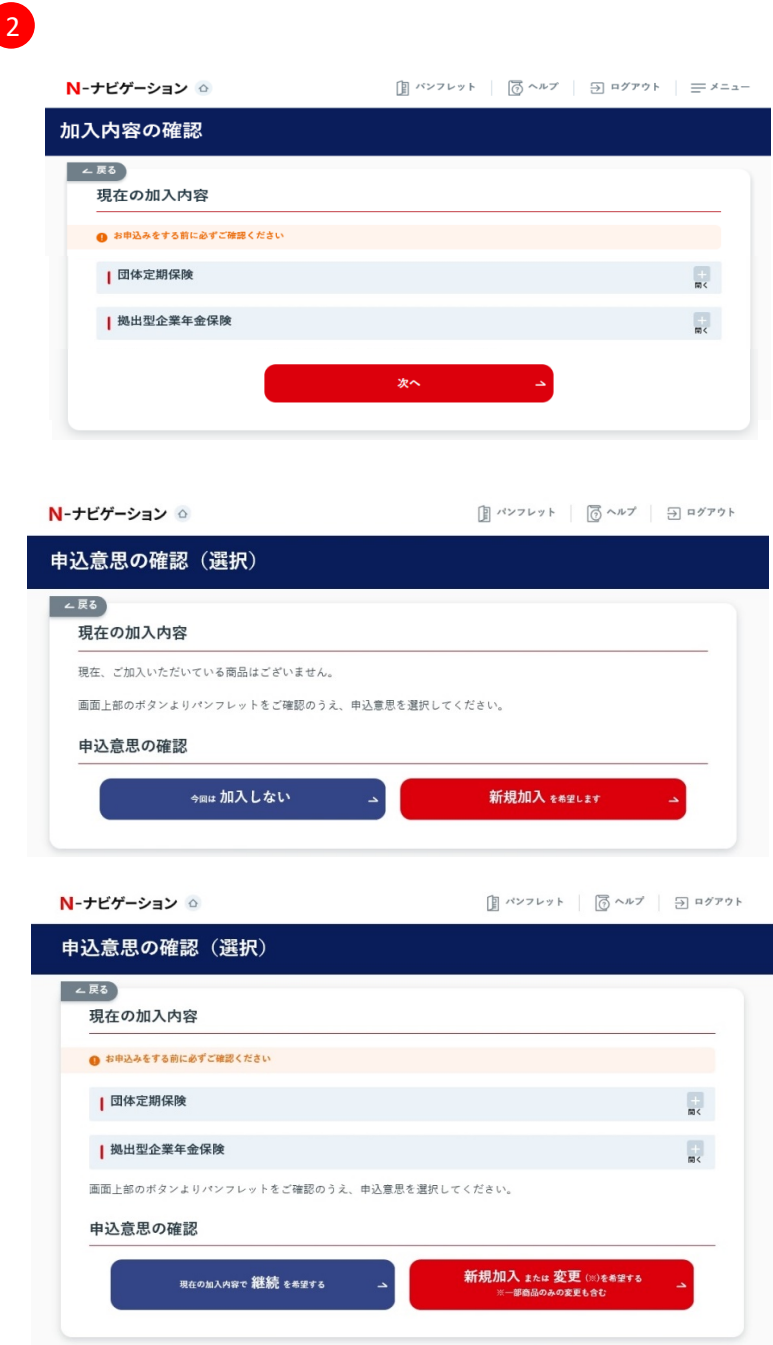 2
N-ナビゲーション パンフレット ヘルプ ログアウト メニュー
加入内容の確認
戻る
現在の加入内容
お申込みをする前に必ずご確認ください
団体定期保険 開く
拠出型企業年金保険 開く
次へ
N-ナビゲーション パンフレット ヘルプ ログアウト
申込意思の確認（選択）
戻る
現在の加入内容
現在、ご加入いただいている商品はございません。
画面上部のボタンよりパンフレットをご確認のうえ、申込意思を選択してください。
申込意思の確認
今回は 加入しない 新規加入 を希望します
N-ナビゲーション パンフレット ヘルプ ログアウト
申込意思の確認（選択）
戻る
現在の加入内容
お申込みをする前に必ずご確認ください
団体定期保険 開く
拠出型企業年金保険 開く
画面上部のボタンよりパンフレットをご確認のうえ、申込意思を選択してください。
申込意思の確認
現在の加入内容で 継続 を希望する
新規加入 または 変更 (※)を希望する
※一部商品のみの変更も含む